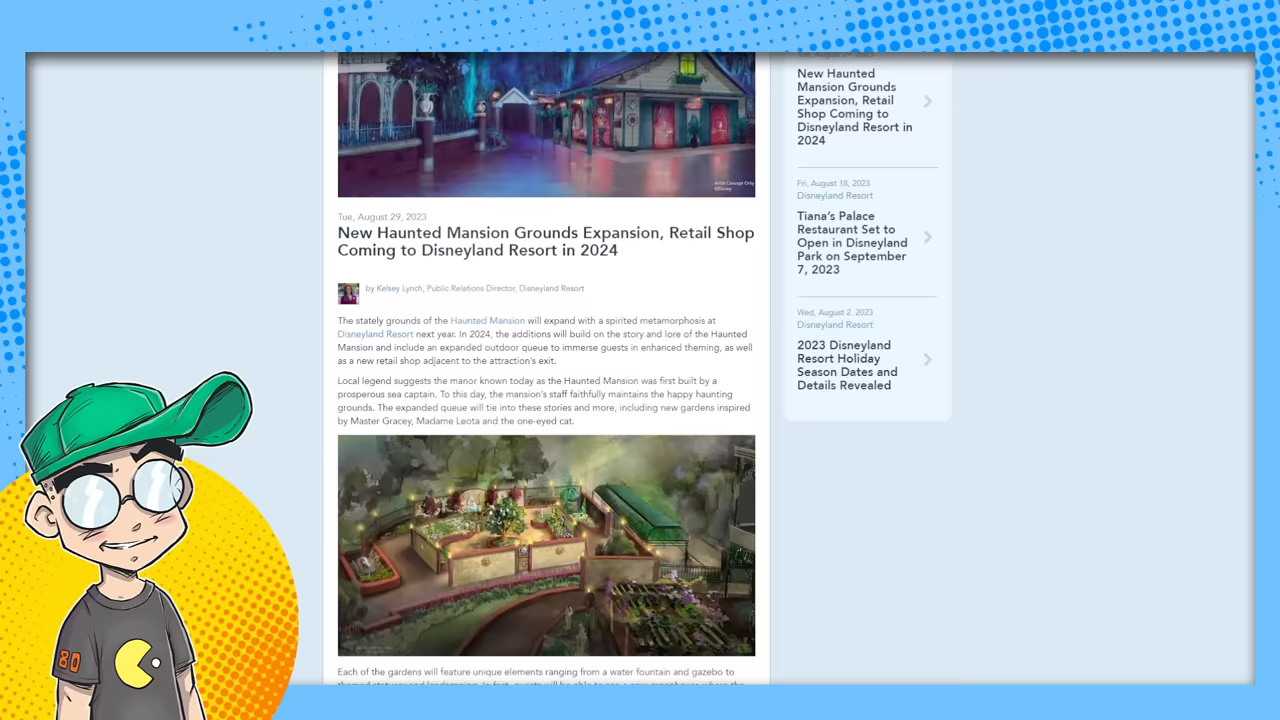 Artist Concept Only
©Disney
Tue, August 29, 2023
New Haunted Mansion Grounds Expansion, Retail Shop
Coming to Disneyland Resort in 2024
by Kelsey Lynch, Public Relations Director, Disneyland Resort
The stately grounds of the Haunted Mansion will expand with a spirited metamorphosis at
Disneyland Resort next year. In 2024, the additions will build on the story and lore of the Haunted
Mansion and include an expanded outdoor queue to immerse guests in enhanced theming, as well
as a new retail shop adjacent to the attraction's exit.
Local legend suggests the manor known today as the Haunted Mansion was first built by a
prosperous sea captain. To this day, the mansion's staff faithfully maintains the happy haunting
grounds. The expanded queue will tie into these stories and more, including new gardens inspired
by Master Gracey, Madame Leota and the one-eyed cat.
Each of the gardens will feature unique elements ranging from a water fountain and gazebo to
New Haunted
Mansion Grounds
Expansion, Retail
Shop Coming to
Disneyland Resort in
2024
Fri, August 18, 2023
Disneyland Resort
Tiana's Palace
Restaurant Set to
Open in Disneyland
Park on September
7, 2023
Wed, August 2, 2023
Disneyland Resort
2023 Disneyland
Resort Holiday
Season Dates and
Details Revealed
80